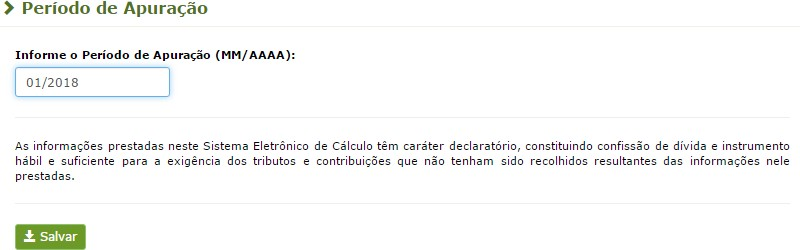 Período de Apuração
Informe o Período de Apuração (MM/AAAA):
01/2018
As informações prestadas neste Sistema Eletrônico de Cálculo têm caráter declaratório, constituindo confissão de dívida e instrumento
hábil e suficiente para a exigência dos tributos e contribuições que não tenham sido recolhidos resultantes das informações nele
prestadas.
Salvar